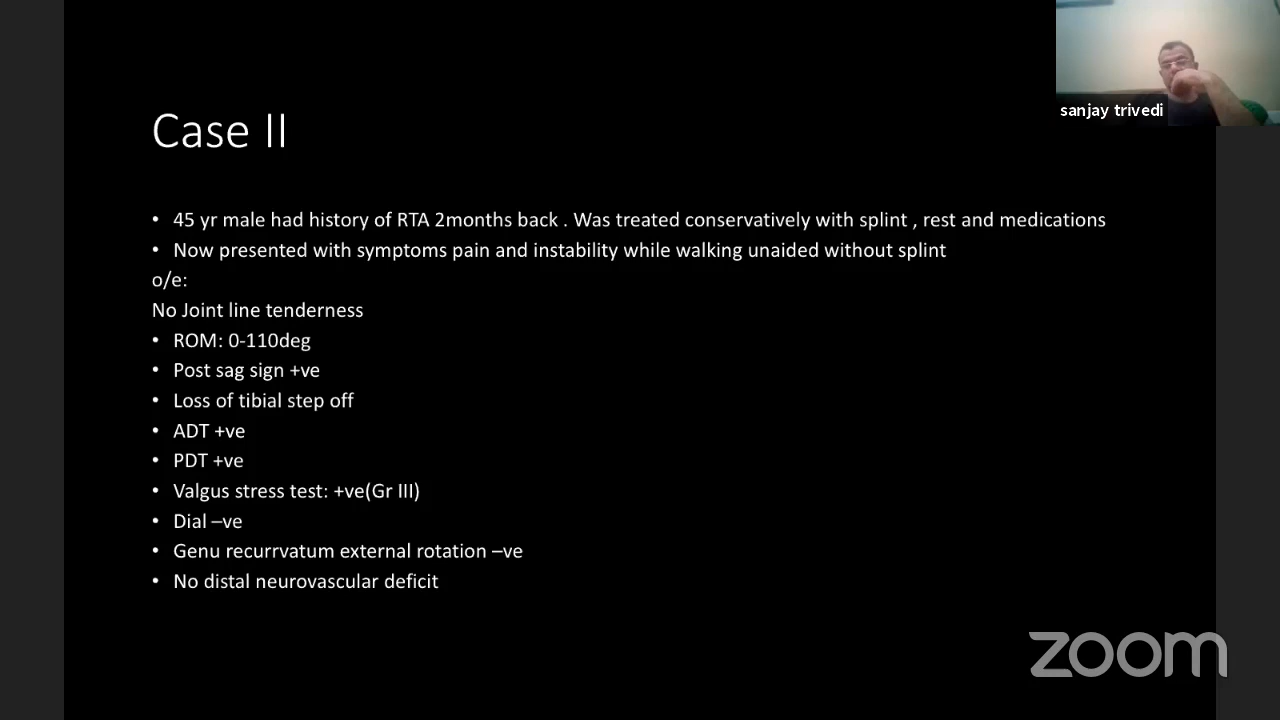 sanjay trivedi
Case II
• 45 yr male had history of RTA 2months back . Was treated conservatively with splint , rest and medications
• Now presented with symptoms pain and instability while walking unaided without splint
o/e:
No Joint line tenderness
• ROM: 0-110deg
• Post sag sign +ve
• Loss of tibial step off
• ADT +ve
• PDT +ve
• Valgus stress test: +ve(Gr III)
• Dial –ve
• Genu recurrvatum external rotation –ve
• No distal neurovascular deficit
zoom